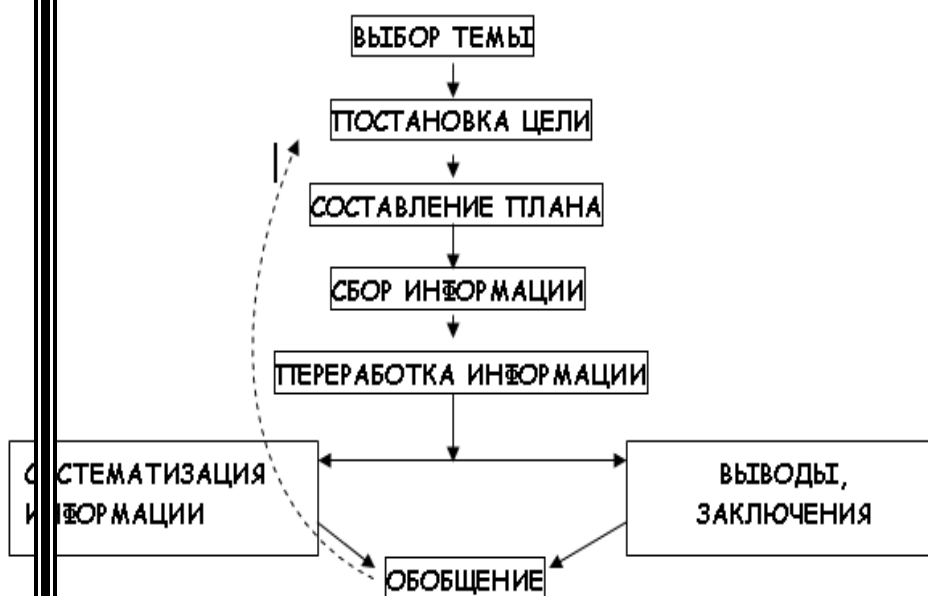 ВЫБОР ТЕМЫ
ПОСТАНОВКА ЦЕЛИ
СОСТАВЛЕНИЕ ПЛАНА
СБОР ИНФОРМАЦИИ
ПЕРЕРАБОТКА ИНФОРМАЦИИ
СИСТЕМАТИЗАЦИЯ
ИНФОРМАЦИИ
ВЫВОДЫ,
ЗАКЛЮЧЕНИЯ
ОБОБЩЕНИЕ